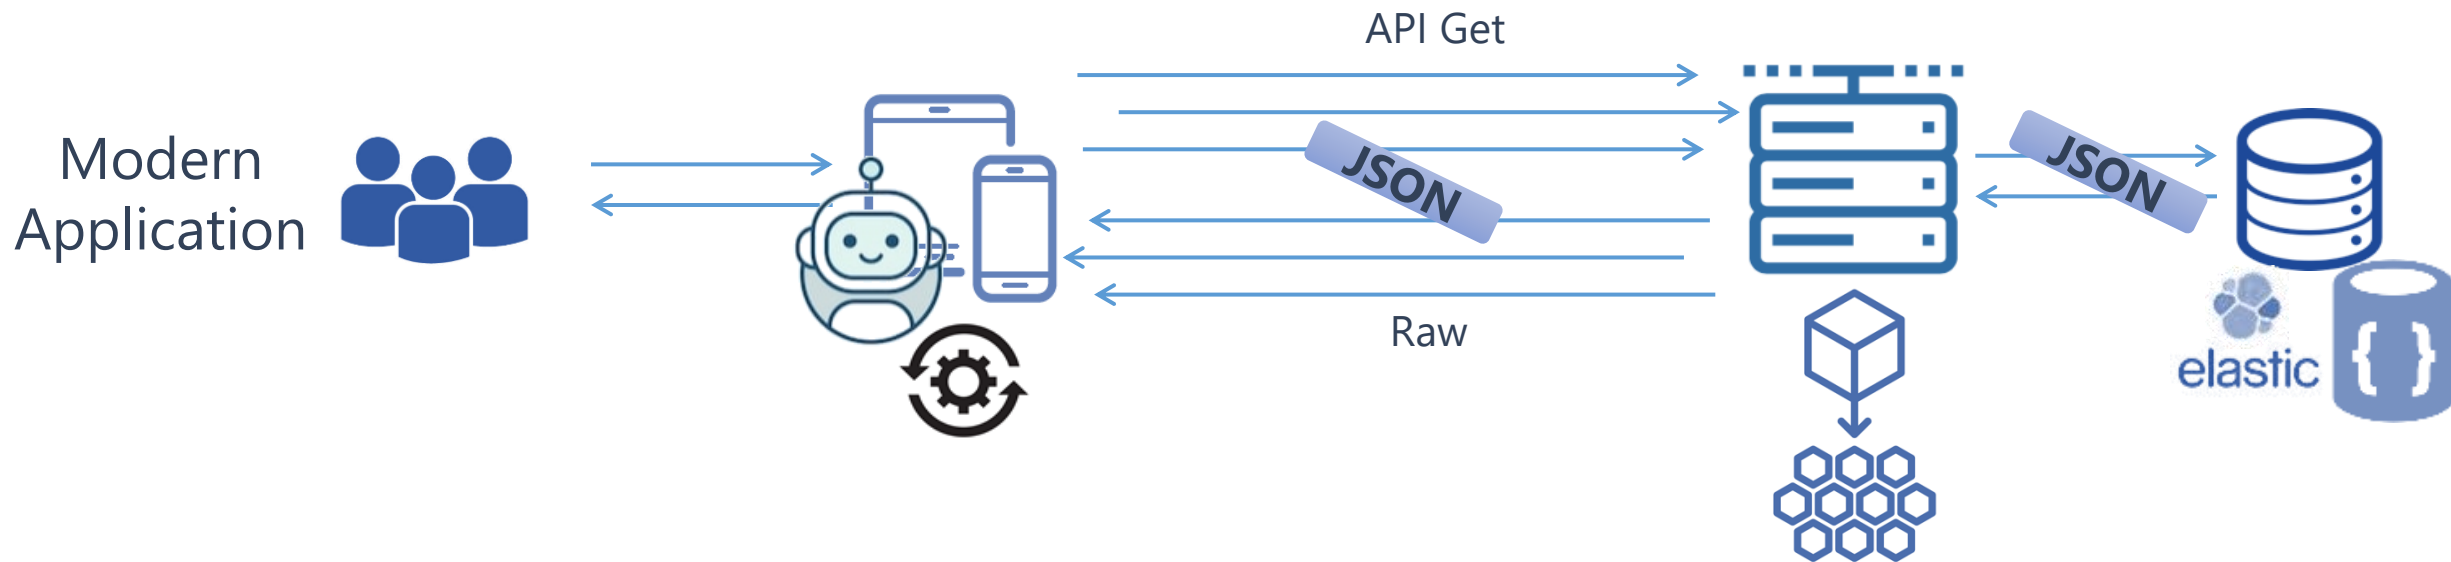 API Get
Modern
Application
JSON
JSON
Raw
elastic
{ }